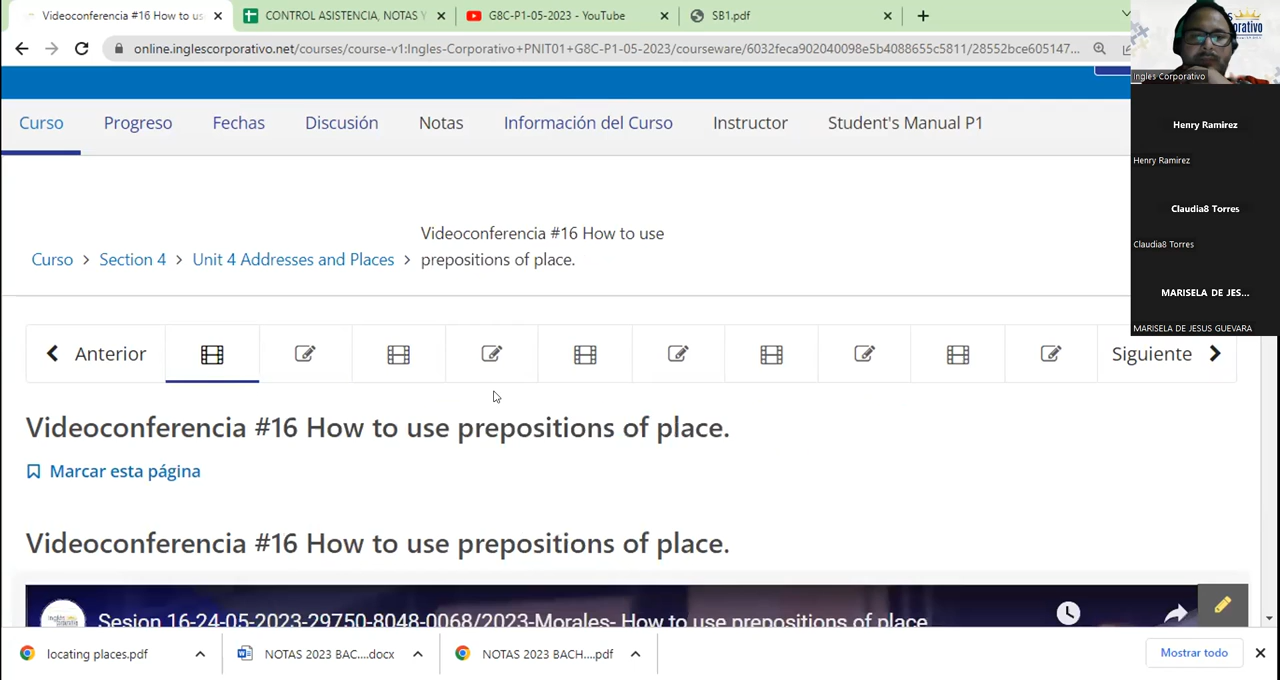 Videoconferencia #16 How to us
CONTROL ASISTENCIA, NOTAS Y
G8C-P1-05-2023 - YouTube
SB1.pdf
online.inglescorporativo.net/courses/course-v1:Ingles-Corporativo+PNIT01+G8C-P1-05-2023/courseware/6032feca902040098e5b4088655c5811/28552bce605147...
Curso
Progreso
Fechas
Discusión
Notas
Información del Curso
Instructor
Student's Manual P1
Ingles Corporativo
Henry Ramirez
Henry Ramirez
Claudia8 Torres
Claudia8 Torres
MARISELA DE JES...
MARISELA DE JESUS GUEVARA
Curso > Section 4 > Unit 4 Addresses and Places > Videoconferencia #16 How to use
prepositions of place.
Anterior
Siguiente
Videoconferencia #16 How to use prepositions of place.
Marcar esta página
Videoconferencia #16 How to use prepositions of place.
Sesion 16-24-05-2023-29750-8048-0068/2023-Morales- How to use prepositions of place
locating places.pdf
NOTAS 2023 BAC....docx
NOTAS 2023 BACH....pdf
Mostrar todo